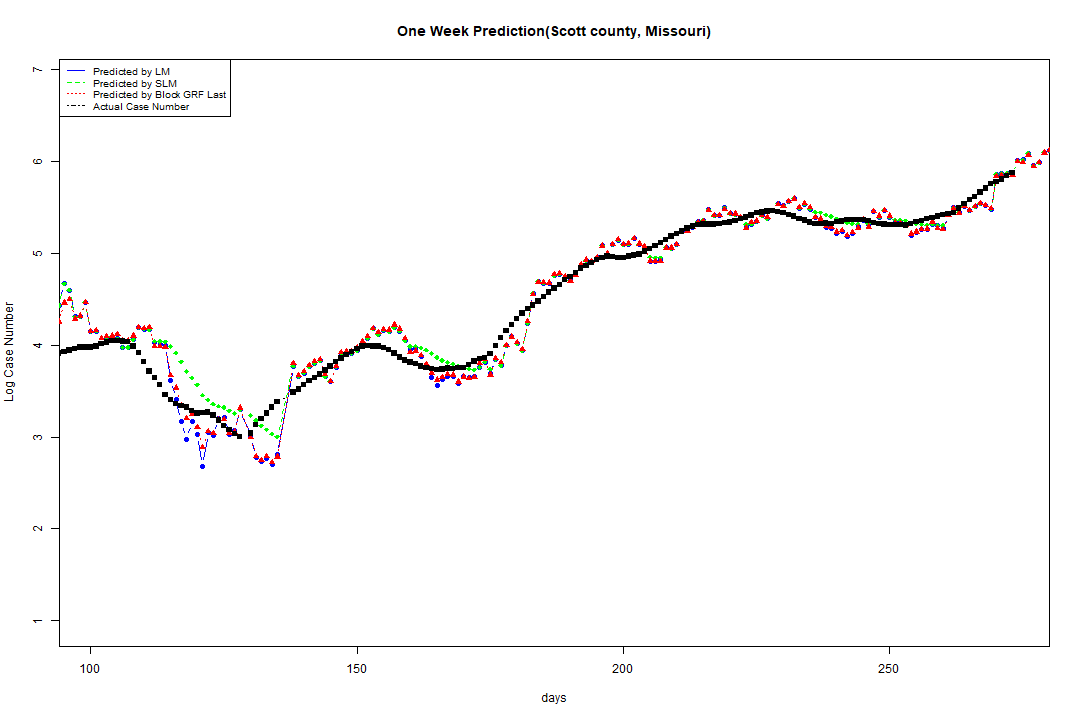 One Week Prediction(Scott county, Missouri)
Predicted by LM
Predicted by SLM
Predicted by Block GRF Last
Actual Case Number
7
6
5
4
3
2
1
Log Case Number
100 150 200 250
days